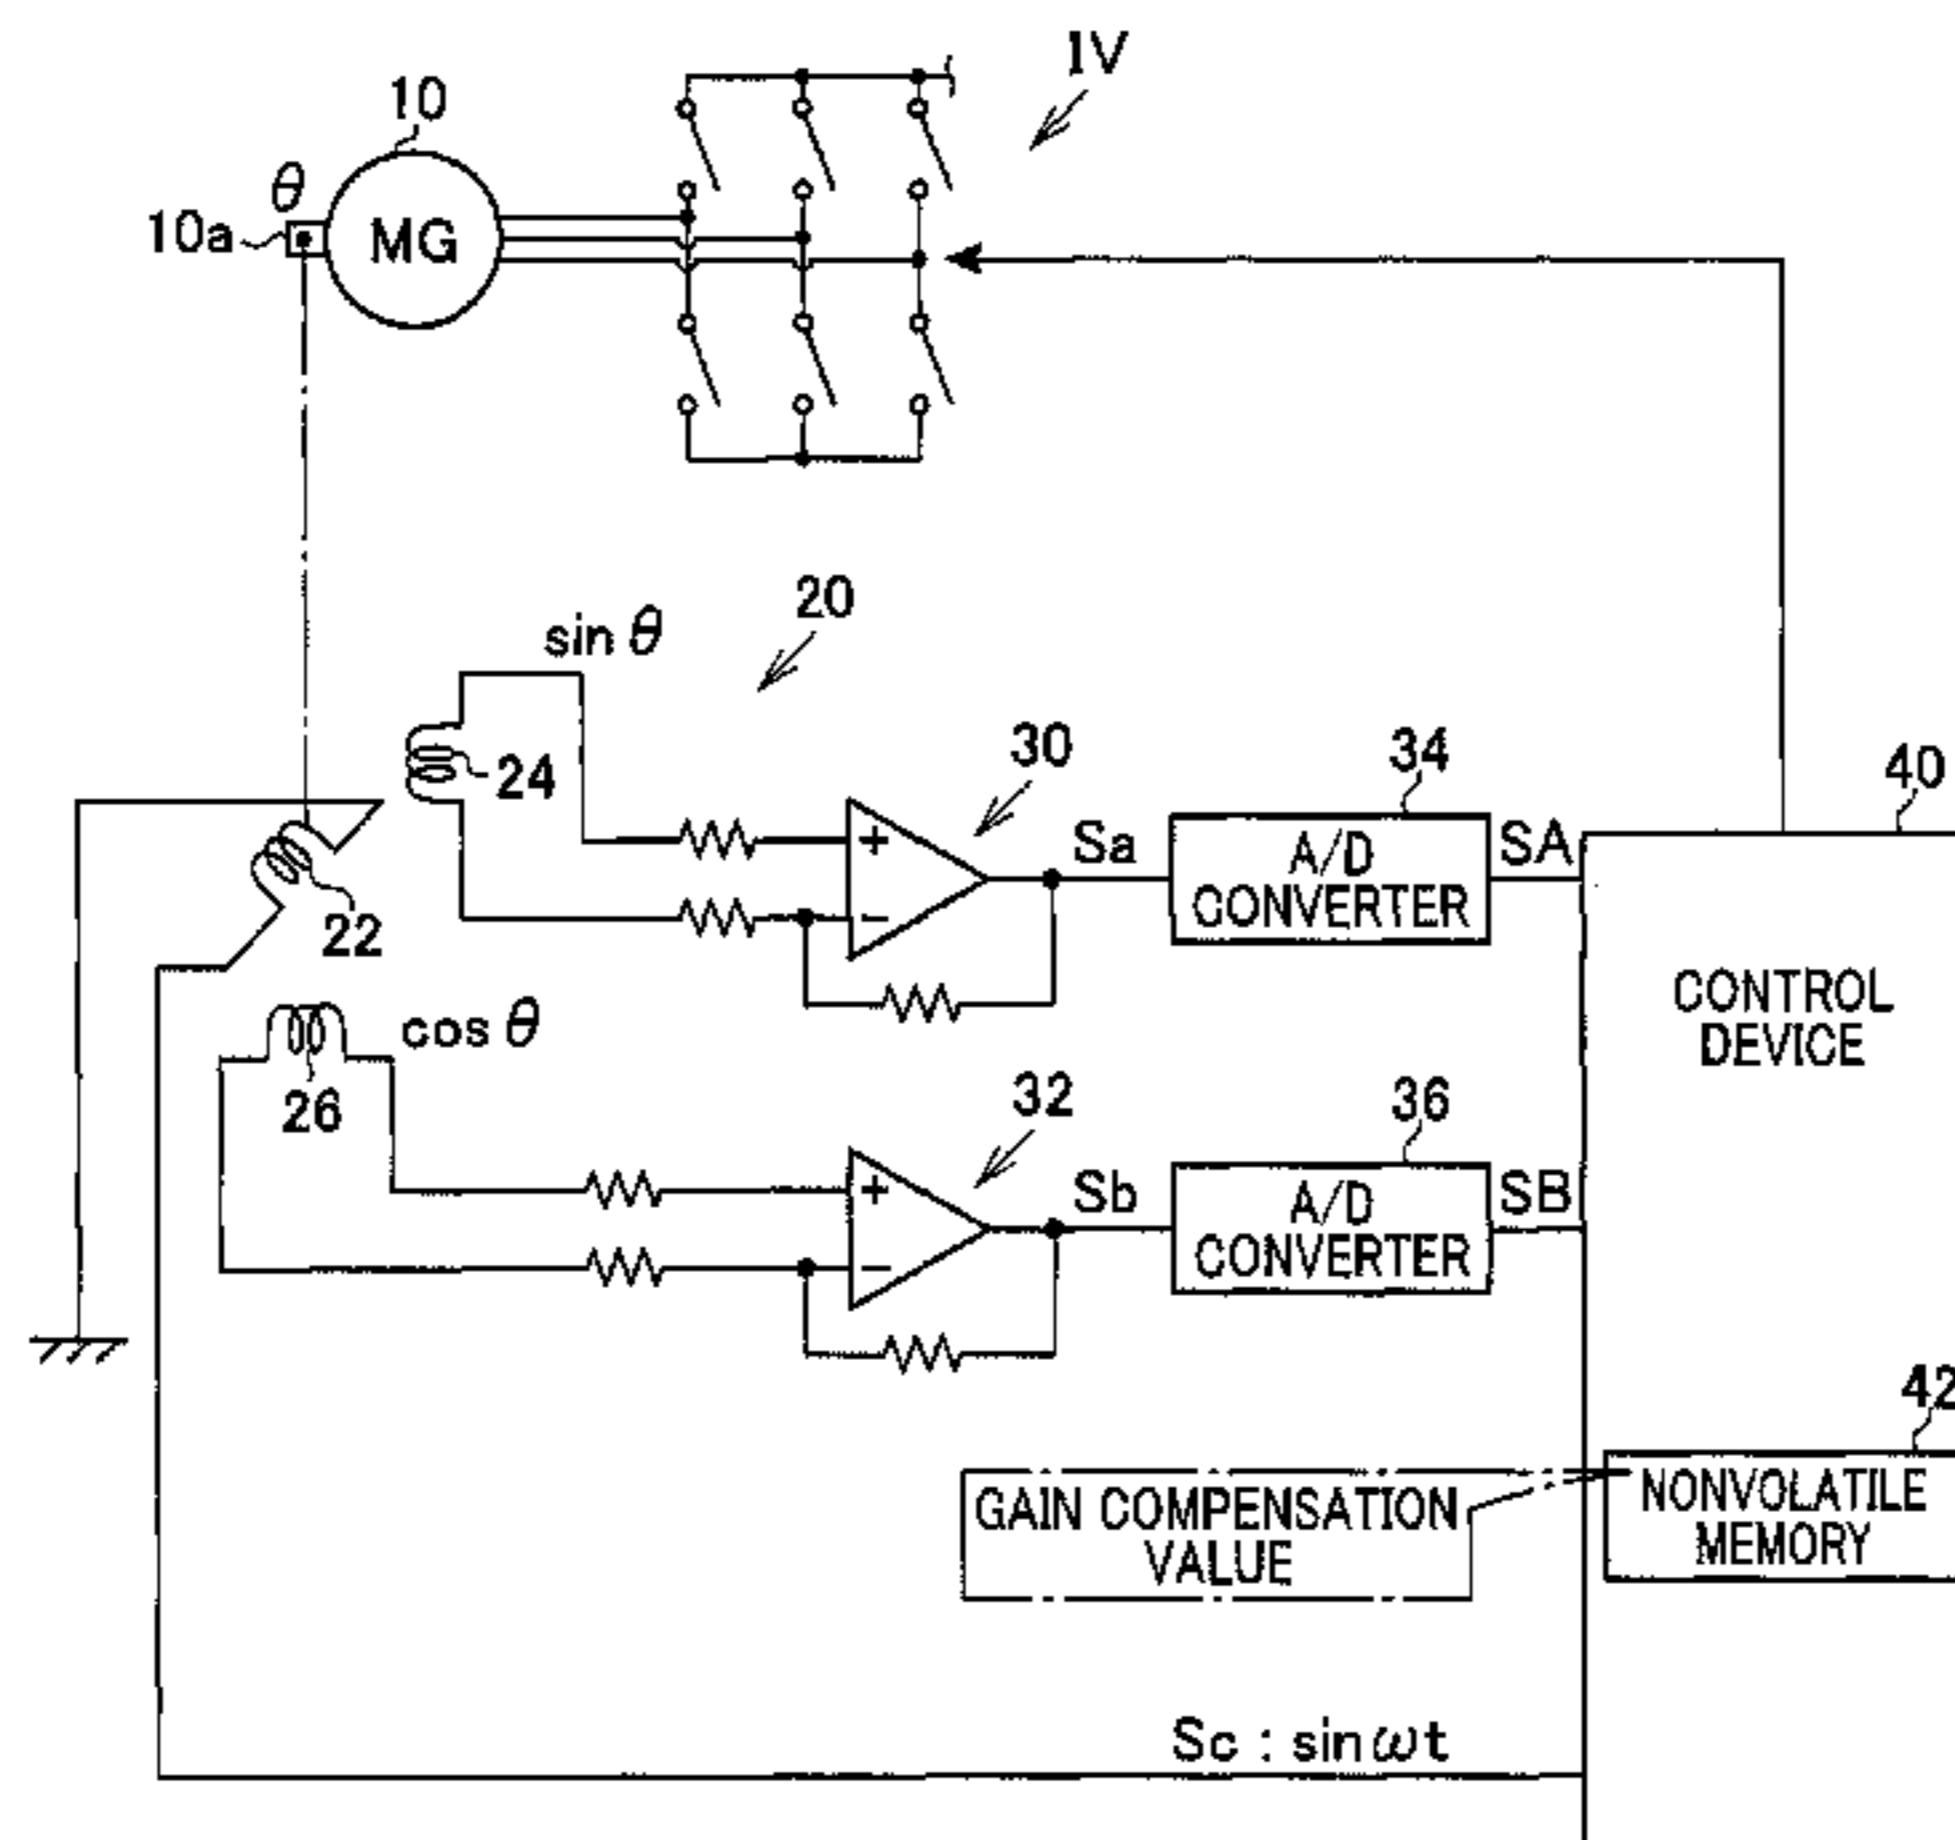 IV
10
θ
10a
MG
20
sin θ
24
30
34
40
22
+
Sa
A/D
CONVERTER
SA
−
CONTROL
DEVICE
cos θ
26
32
36
+
Sb
A/D
CONVERTER
SB
−
42
GAIN COMPENSATION
VALUE
NONVOLATILE
MEMORY
Sc : sinωt